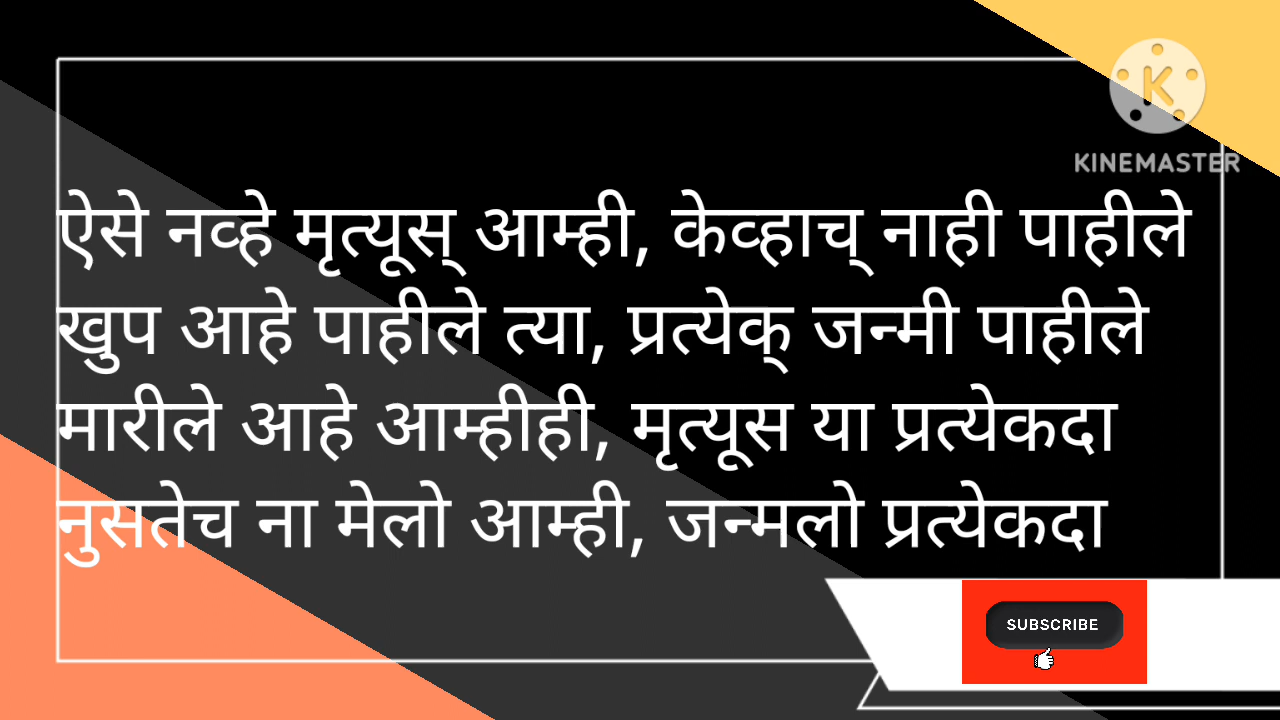 KINEMASTER
ऐसे नव्हे मृत्यूस् आम्ही, केव्हाच् नाही पाहीले
खुप आहे पाहीले त्या, प्रत्येक् जन्मी पाहीले
मारीले आहे आम्हीही, मृत्यूस या प्रत्येकदा
नुसतेच ना मेलो आम्ही, जन्मलो प्रत्येकदा
SUBSCRIBE